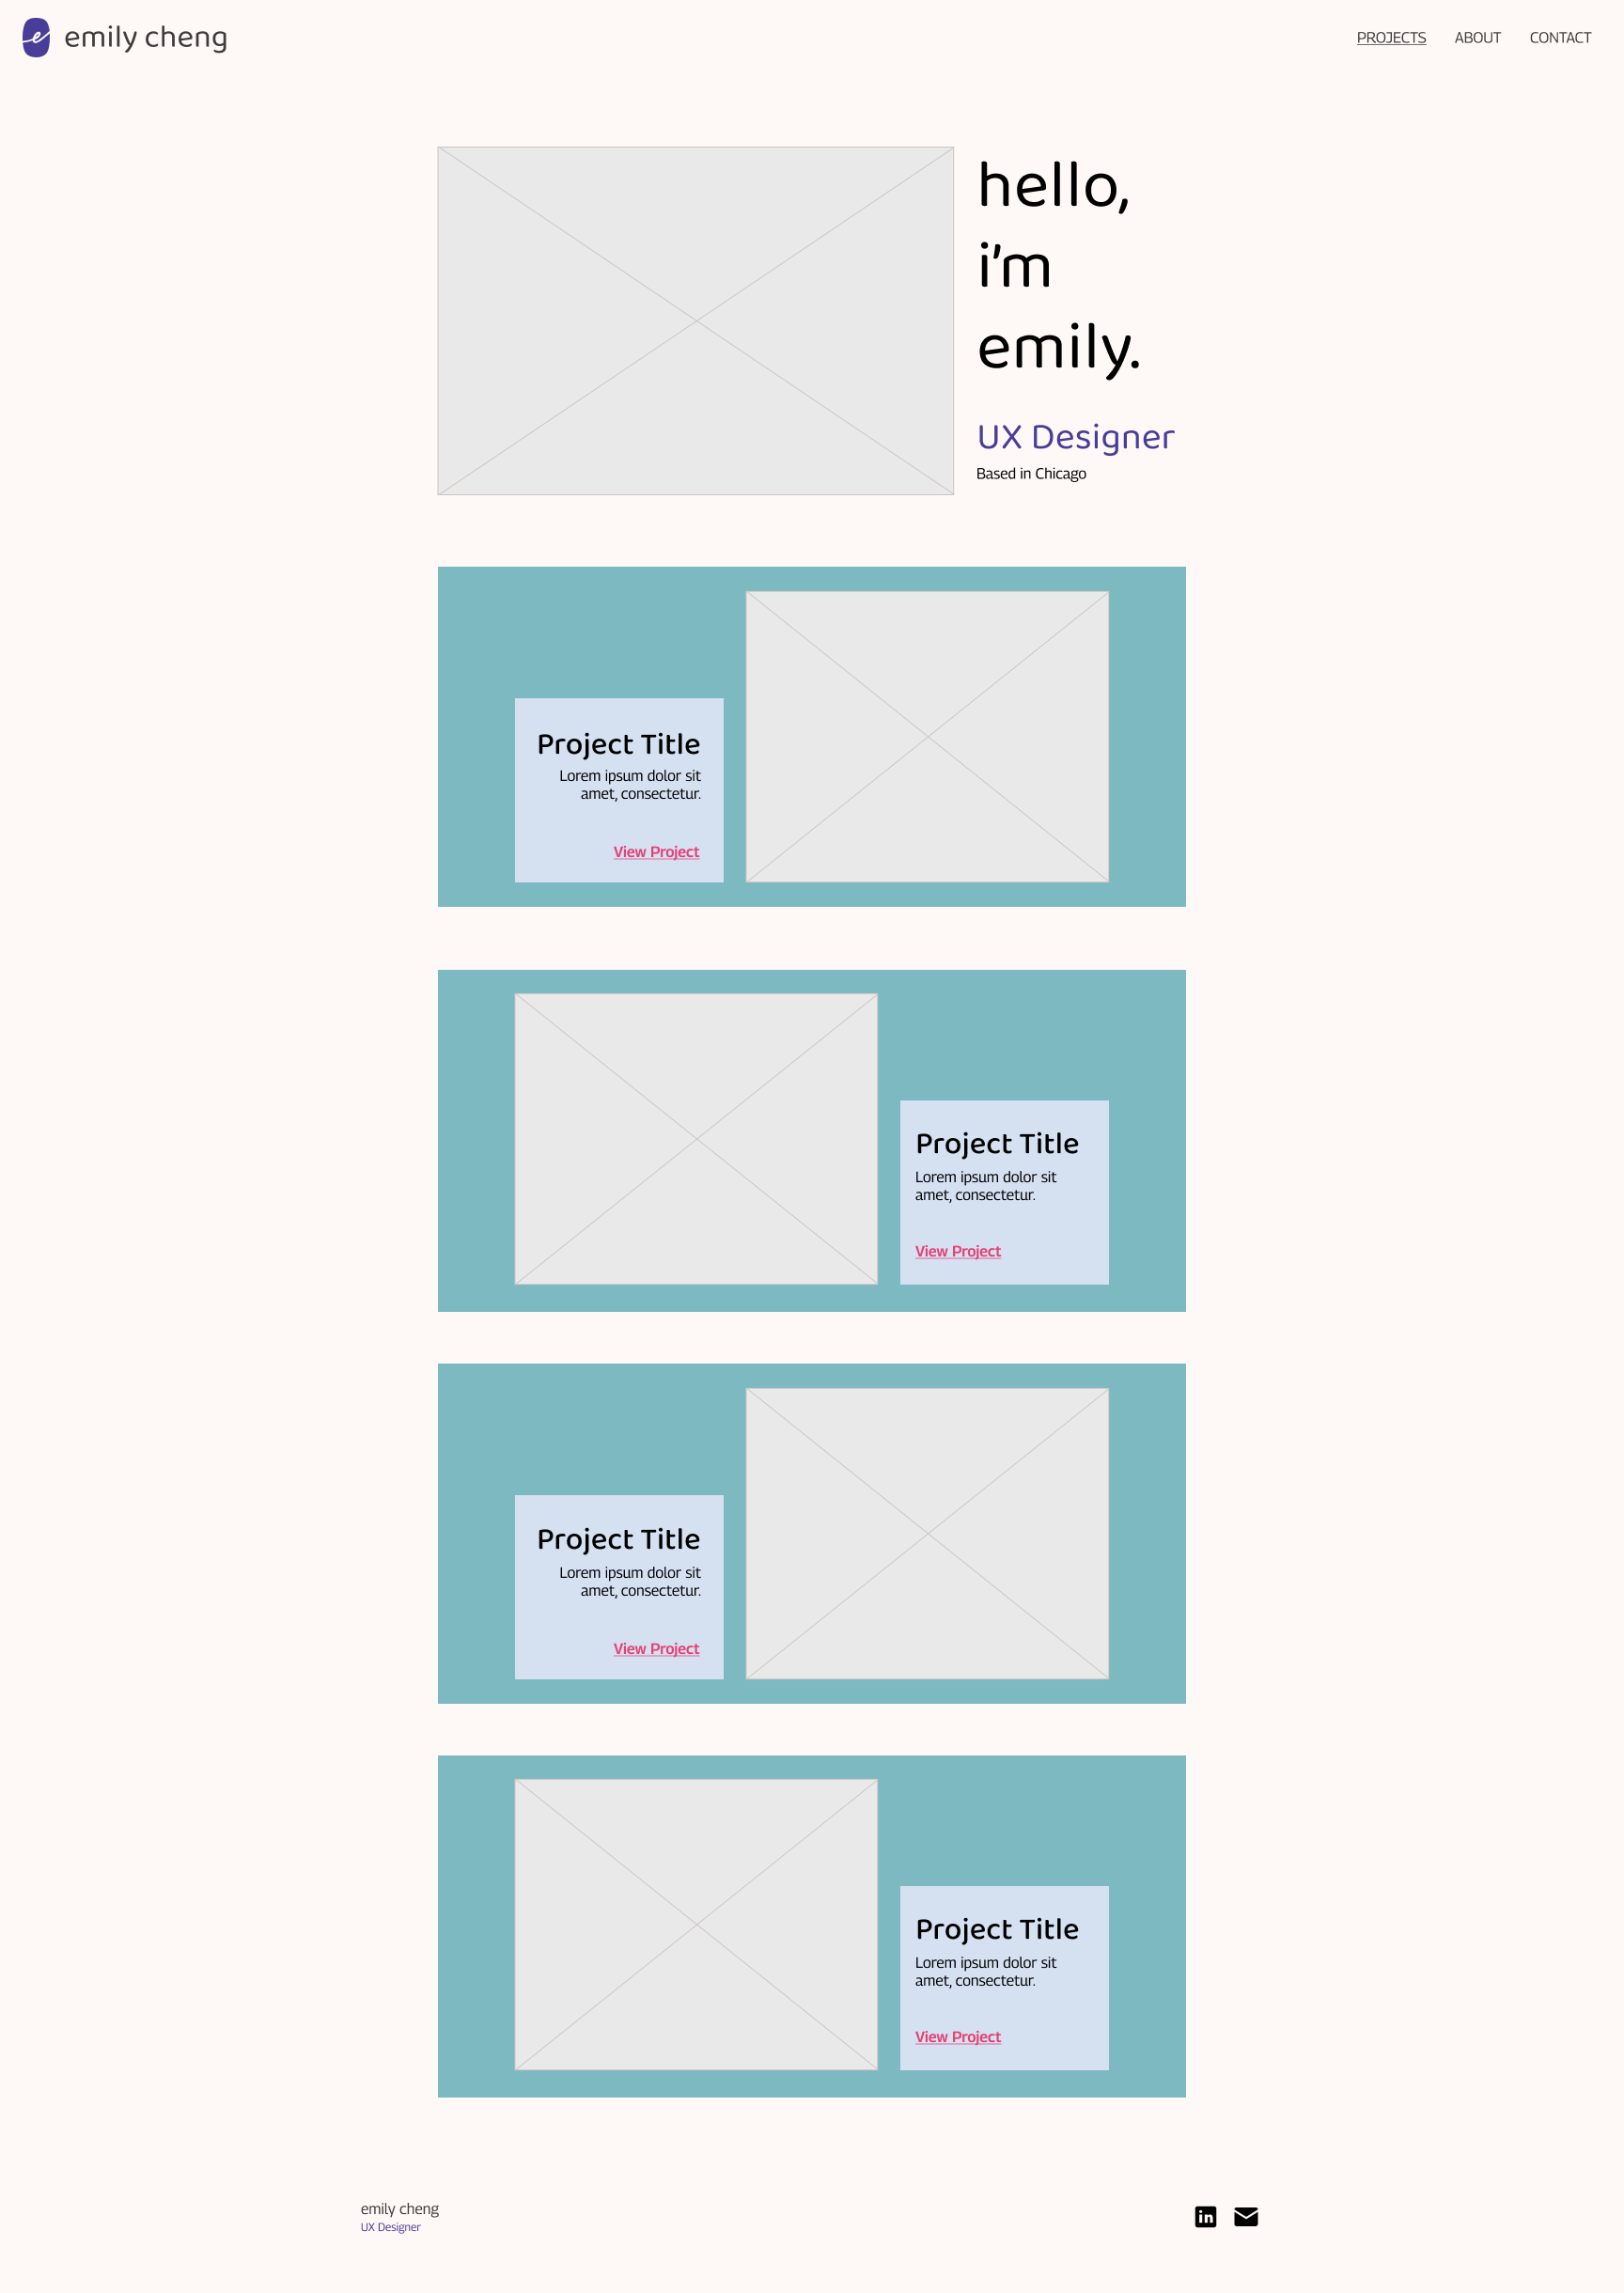 e emily cheng
PROJECTS ABOUT CONTACT
hello,
i'm
emily.
UX Designer
Based in Chicago
Project Title
Lorem ipsum dolor sit
amet, consectetur.
View Project
Project Title
Lorem ipsum dolor sit
amet, consectetur.
View Project
Project Title
Lorem ipsum dolor sit
amet, consectetur.
View Project
Project Title
Lorem ipsum dolor sit
amet, consectetur.
View Project
emily cheng
UX Designer
in